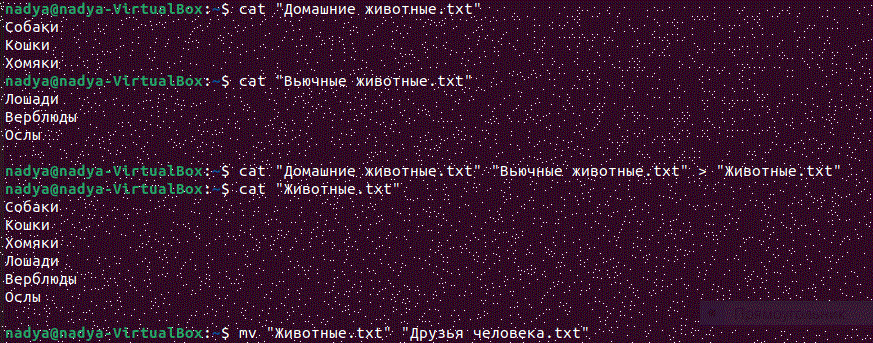 nadya@nadya-VirtualBox:~$ cat "Домашние животные.txt"
Собаки
Кошки
Хомяки
nadya@nadya-VirtualBox:~$ cat "Вьючные животные.txt"
Лошади
Верблюды
Ослы
nadya@nadya-VirtualBox:~$ cat "Домашние животные.txt" "Вьючные животные.txt" > "Животные.txt"
nadya@nadya-VirtualBox:~$ cat "Животные.txt"
Собаки
Кошки
Хомяки
Лошади
Верблюды
Ослы
nadya@nadya-VirtualBox:~$ mv "Животные.txt" "Друзья человека.txt"